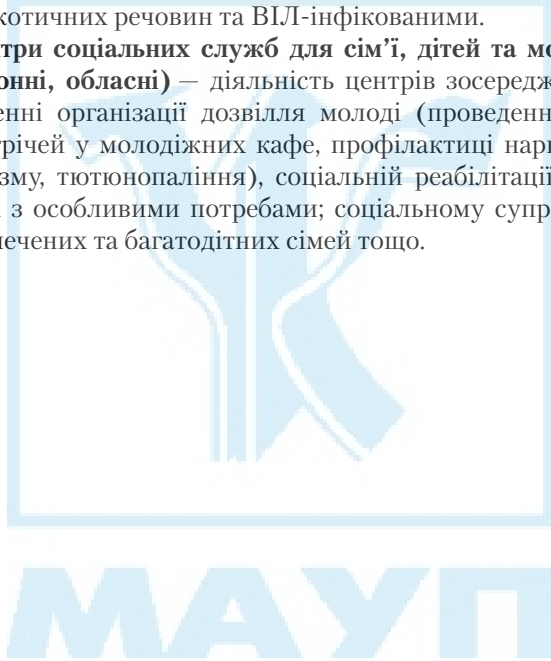 котичних речовин та ВІЛ-інфікованими.
три соціальних служб для сім’ї, дітей та мо
онні, обласні) — діяльність центрів зосередж
енні організації дозвілля молоді (проведенн
трічей у молодіжних кафе, профілактиці нар
зму, тютюнопаління), соціальній реабілітації
з особливими потребами; соціальному супр
печених та багатодітних сімей тощо.
МАУП